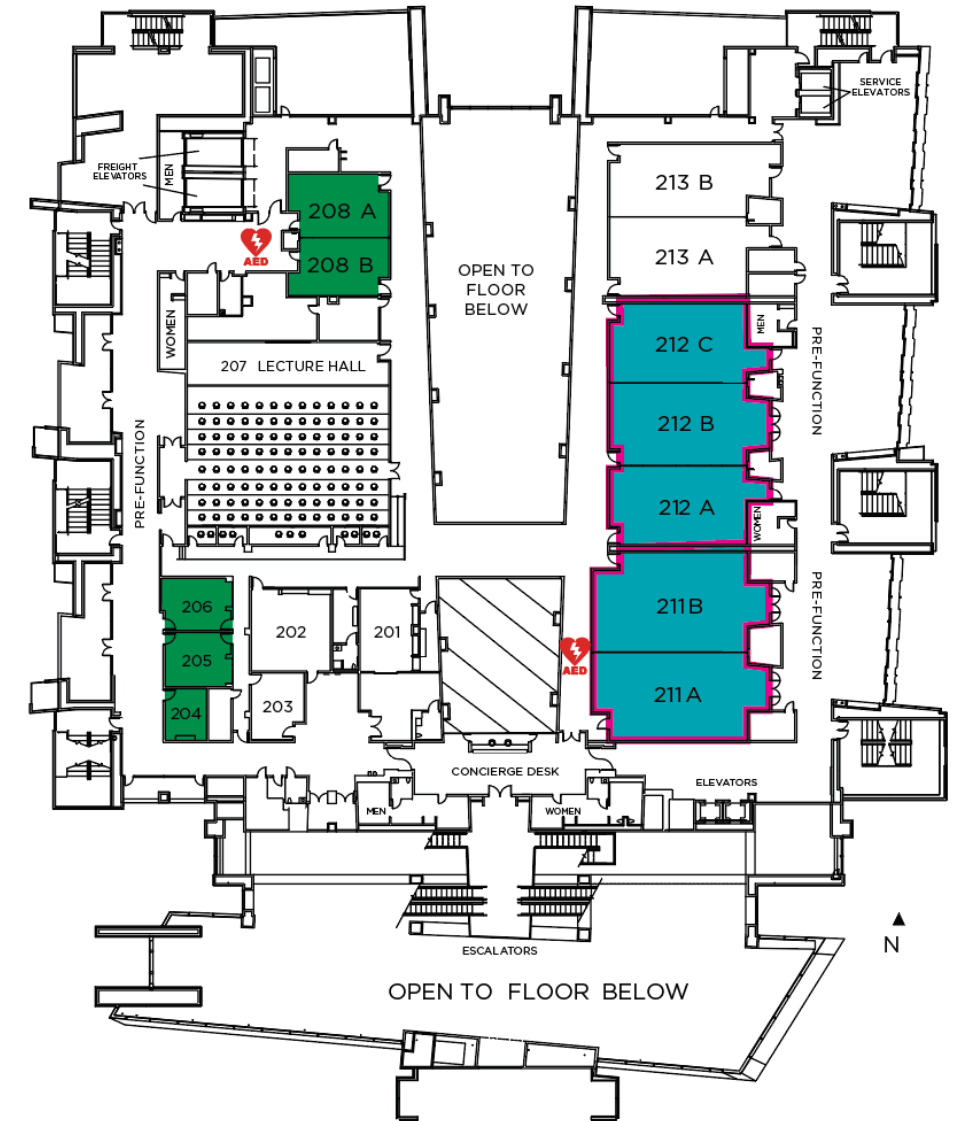 SERVICE
ELEVATORS
FREIGHT
ELEVATORS
MEN
213 B
208 A
AED
208 B
213 A
OPEN TO
FLOOR
BELOW
WOMEN
207 LECTURE HALL
212 C
MEN
PRE-FUNCTION
212 B
PRE-FUNCTION
212 A
WOMEN
206
202
201
211 B
PRE-FUNCTION
205
AED
204
203
211 A
CONCIERGE DESK
ELEVATORS
MEN
WOMEN
N
ESCALATORS
OPEN TO FLOOR BELOW